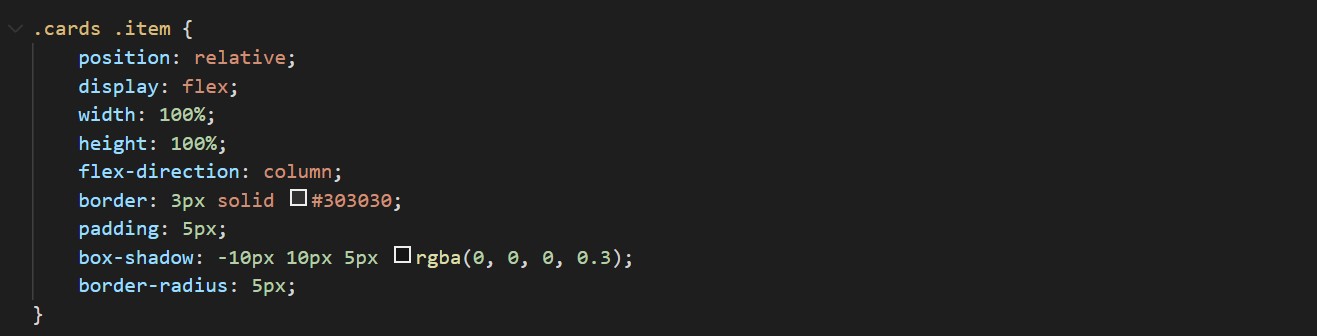 .cards .item {
    position: relative;
    display: flex;
    width: 100%;
    height: 100%;
    flex-direction: column;
    border: 3px solid #303030;
    padding: 5px;
    box-shadow: -10px 10px 5px rgba(0, 0, 0, 0.3);
    border-radius: 5px;
}